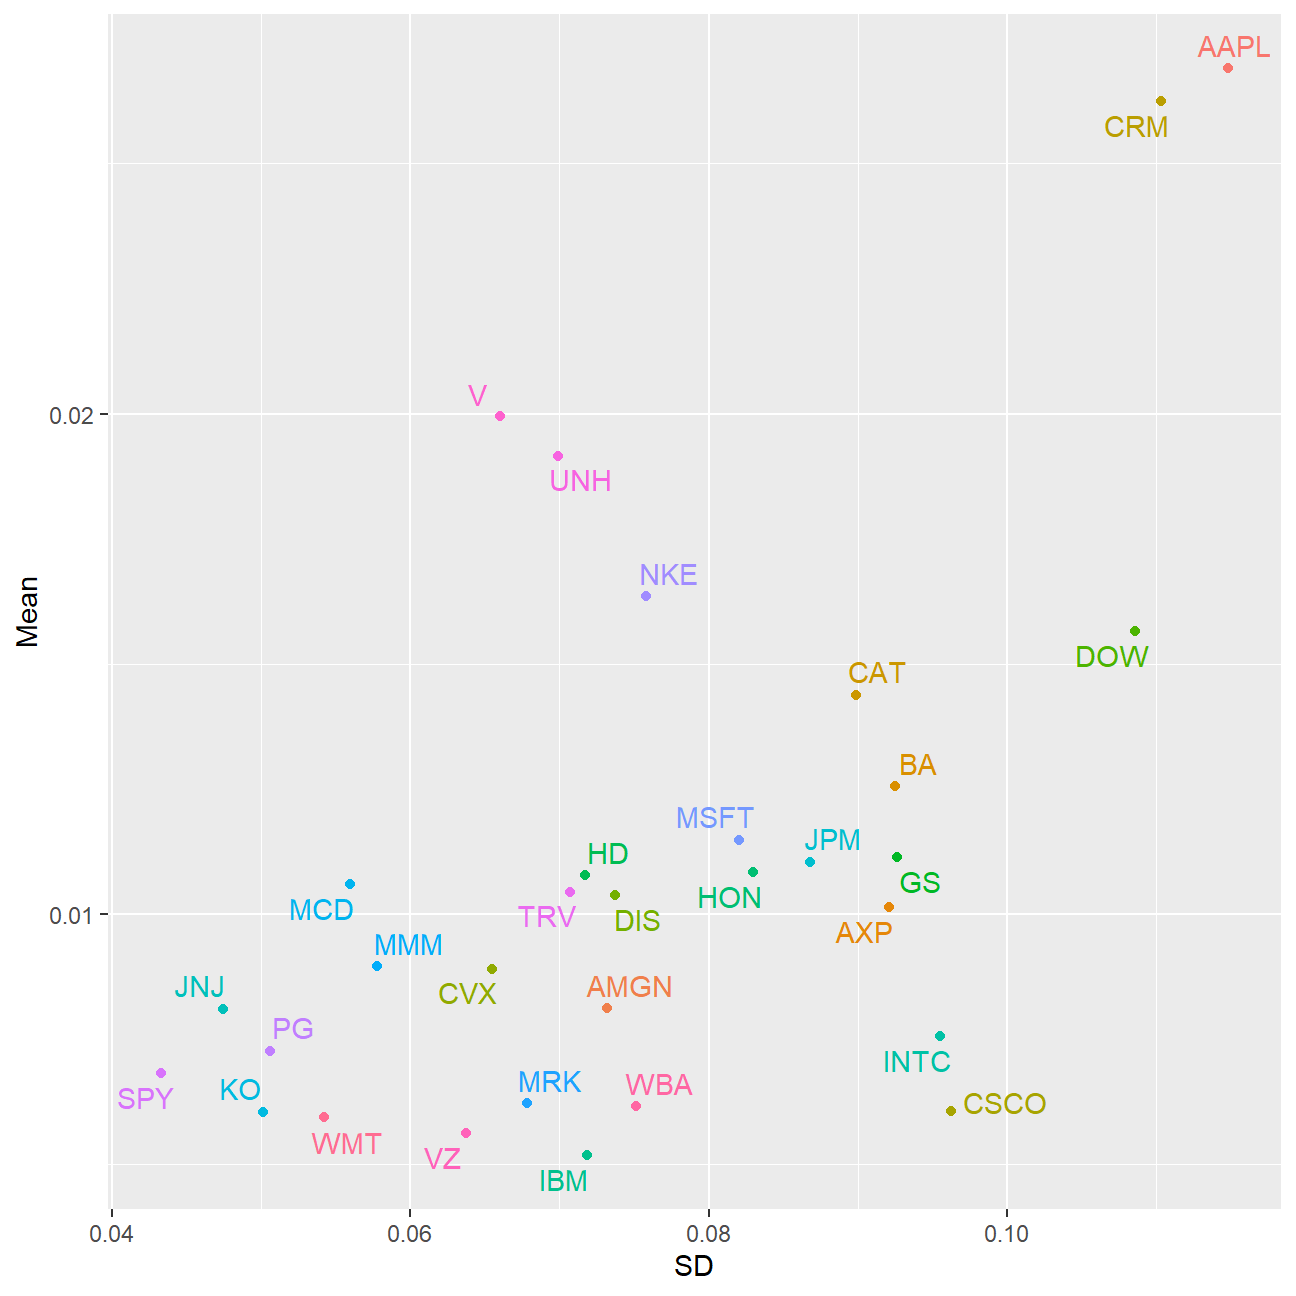 AAPL
CRM
V
0.02
UNH
NKE
Mean
DOW
CAT
BA
MSFT
JPM
HD
GS
HON
MCD
0.01
TRV
DIS
AXP
MMM
JNJ
CVX
AMGN
PG
INTC
SPY
KO
MRK
WBA
CSCO
WMT
VZ
IBM
0.04
0.06
0.08
0.10
SD